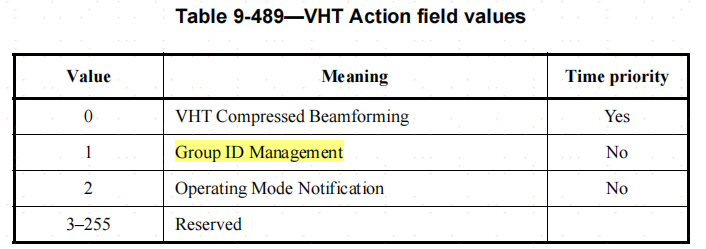 Table 9-489—VHT Action field values
Value Meaning Time priority
0 VHT Compressed Beamforming Yes
1 Group ID Management No
2 Operating Mode Notification No
3–255 Reserved